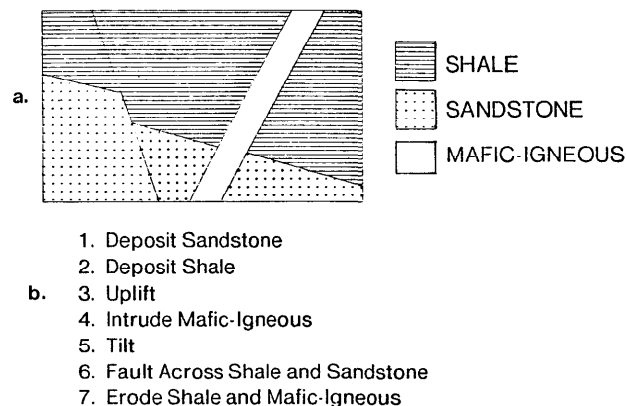 a.
SHALE
SANDSTONE
MAFIC-IGNEOUS
b.
1. Deposit Sandstone
2. Deposit Shale
3. Uplift
4. Intrude Mafic-Igneous
5. Tilt
6. Fault Across Shale and Sandstone
7. Erode Shale and Mafic-Igneous